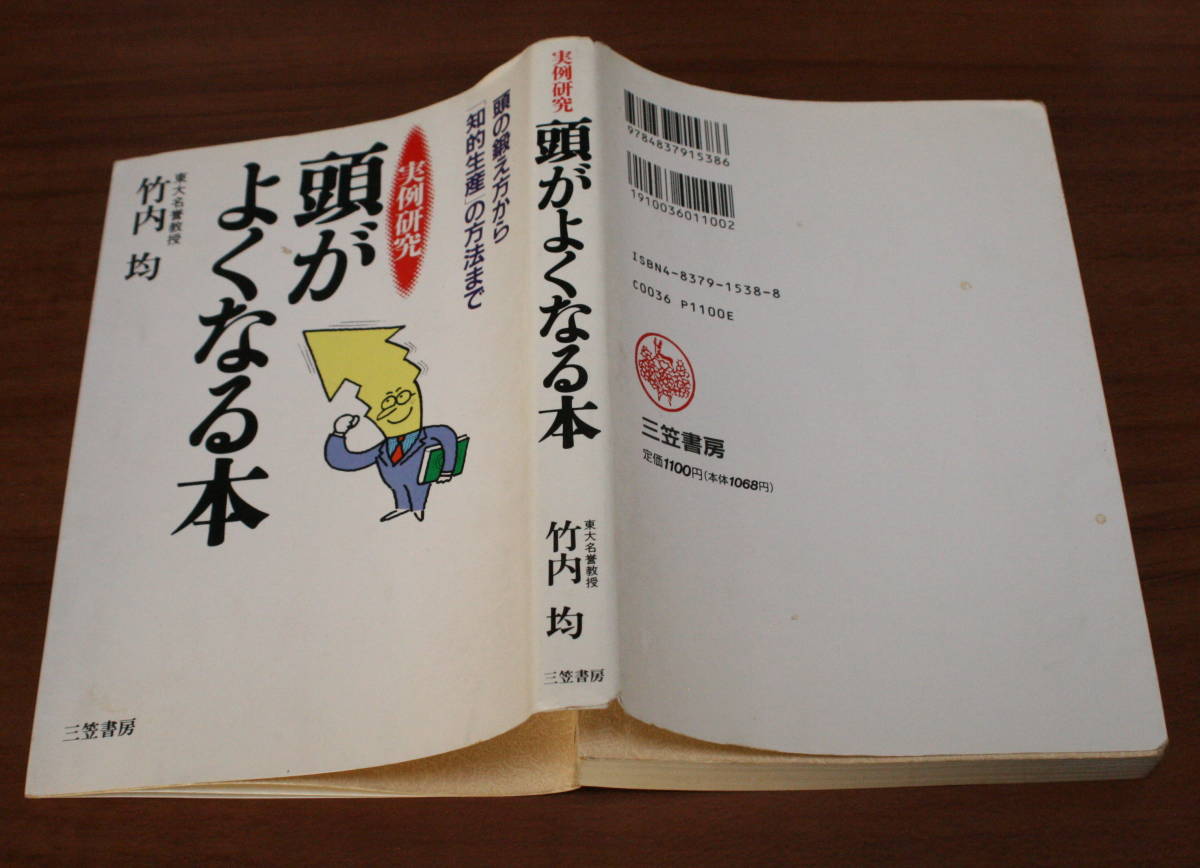 頭の鍛え方から
「知的生産」の方法まで
実例研究
頭が
よくなる本
東大名誉教授
竹内 均
三笠書房
実例研究
頭がよくなる本
東大名誉教授
竹内 均
三笠書房
9784837915386
1910036011002
ISBN4-8379-1538-8
C0036 P1100E
三笠書房
定価1100円(本体1068円)